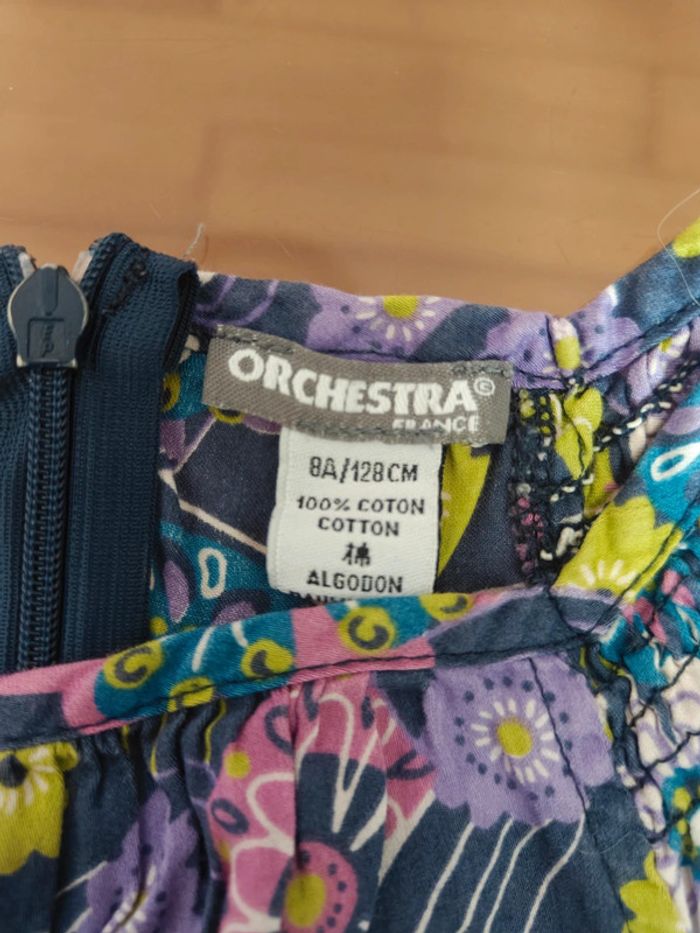 ORCHESTRA©
FRANCE
8A/128CM
100% COTON
COTTON
棉
ALGODON